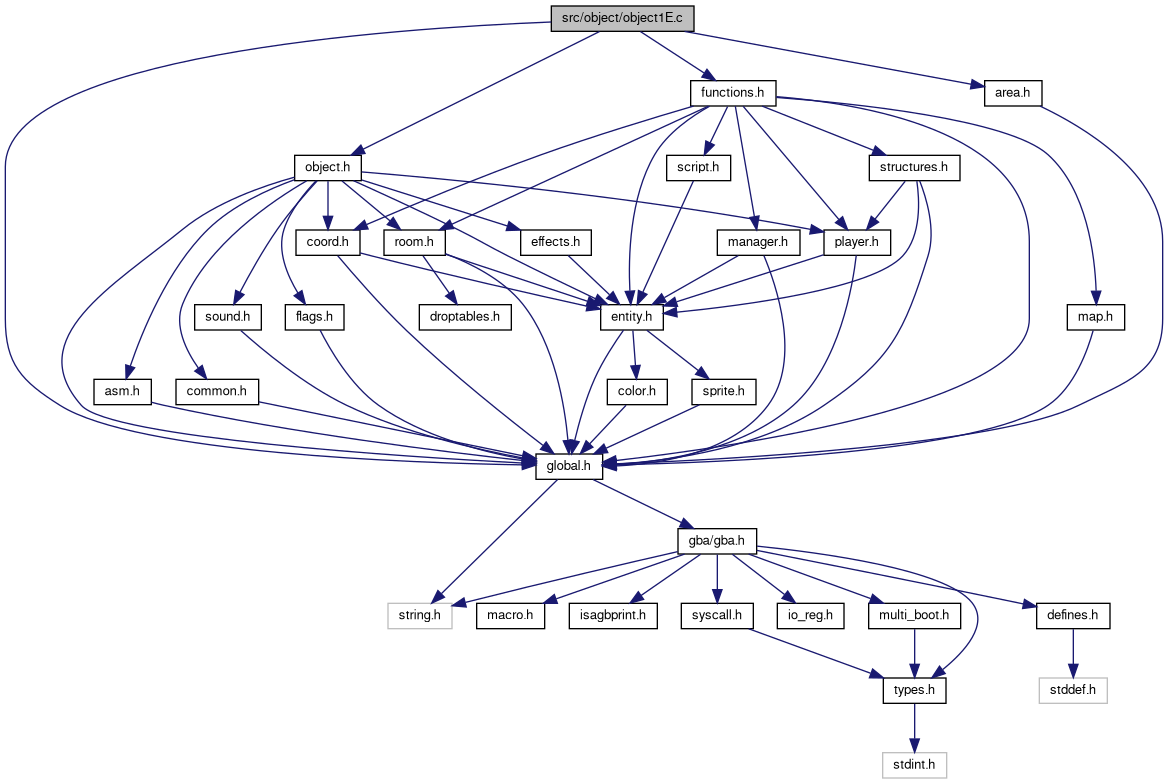 src/object/object1E.c
functions.h
area.h
object.h
script.h
structures.h
coord.h
room.h
effects.h
manager.h
player.h
sound.h
flags.h
droptables.h
entity.h
map.h
asm.h
common.h
color.h
sprite.h
global.h
gba/gba.h
string.h
macro.h
isagbprint.h
syscall.h
io_reg.h
multi_boot.h
defines.h
types.h
stddef.h
stdint.h